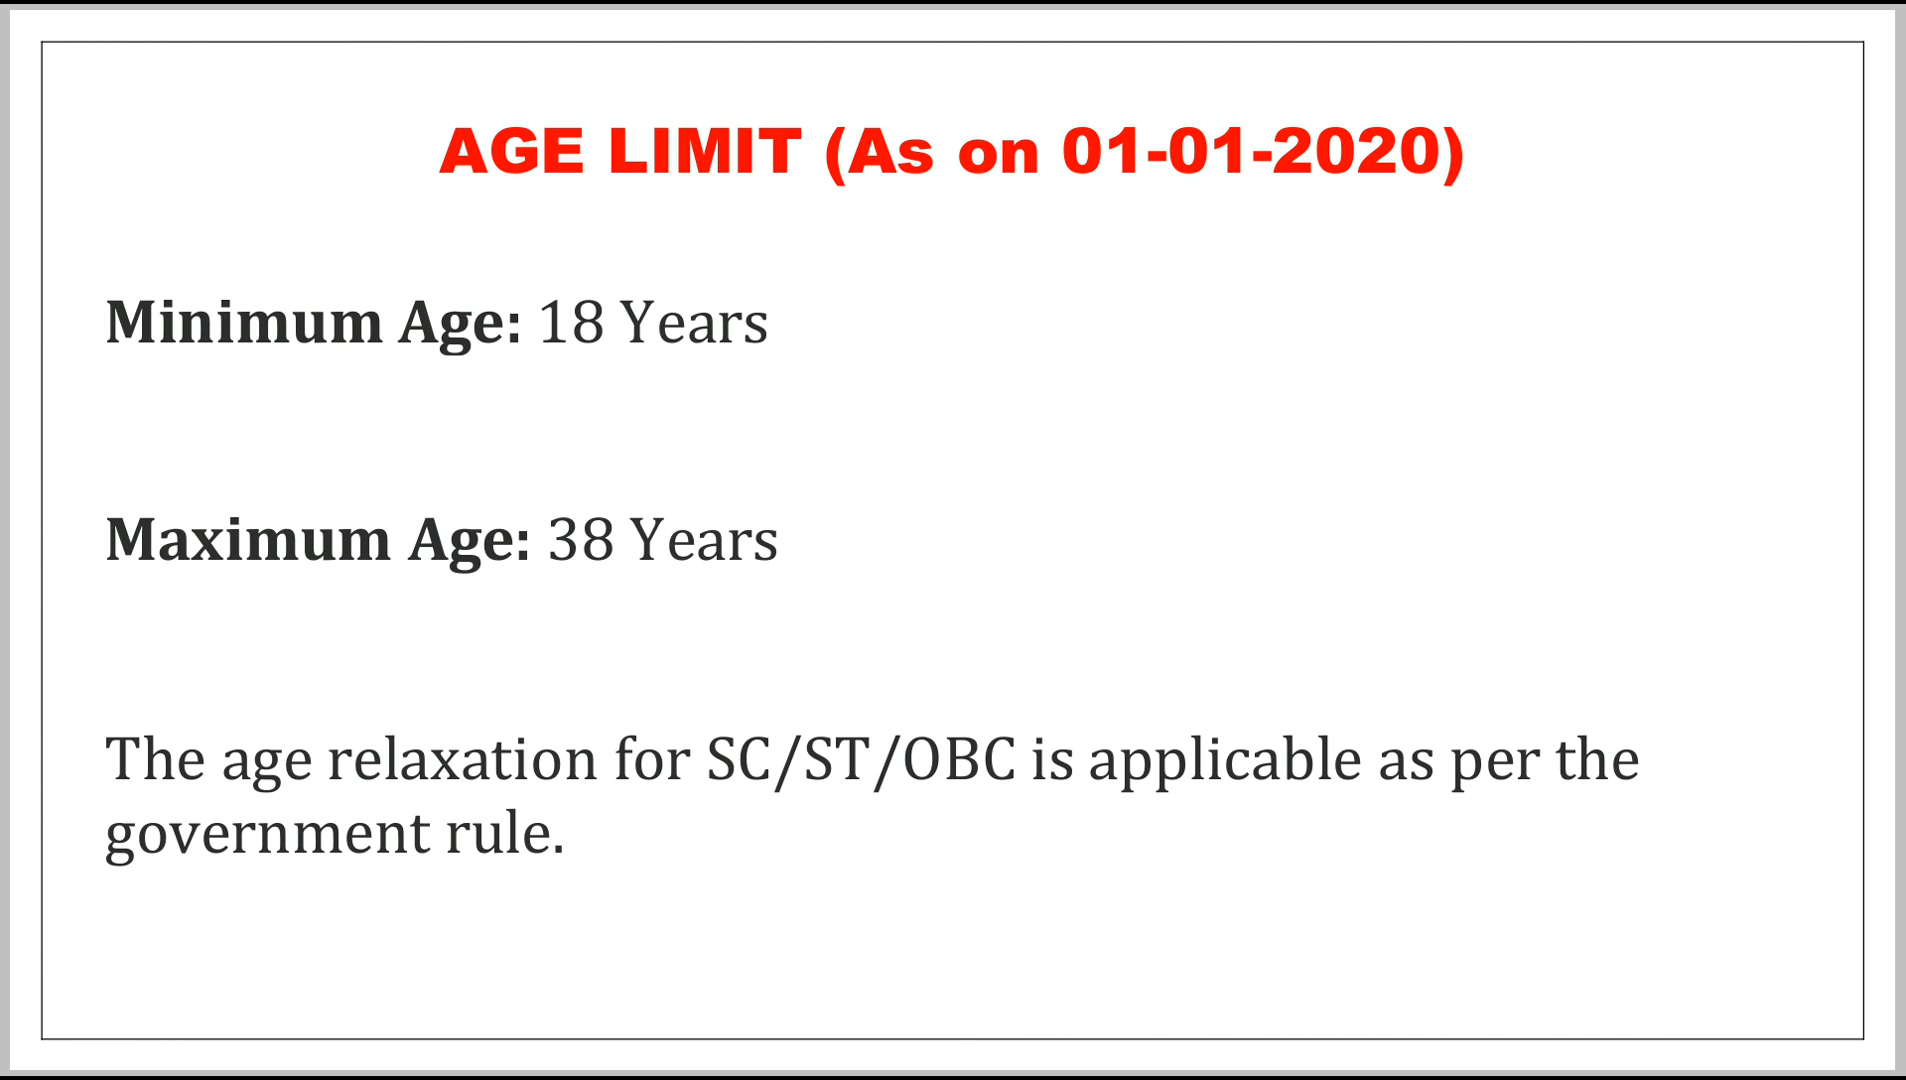 AGE LIMIT (As on 01-01-2020)
Minimum Age: 18 Years
Maximum Age: 38 Years
The age relaxation for SC/ST/OBC is applicable as per the
government rule.